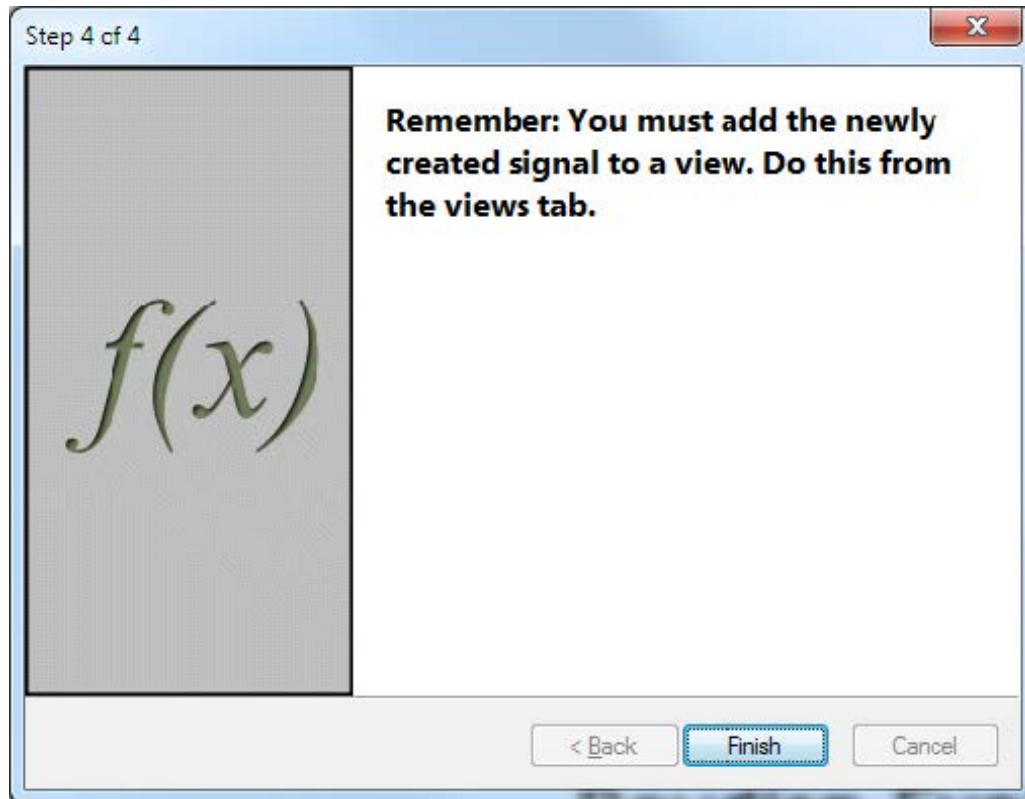 Step 4 of 4
Remember: You must add the newly
created signal to a view. Do this from
the views tab.
f(x)
< Back
Finish
Cancel